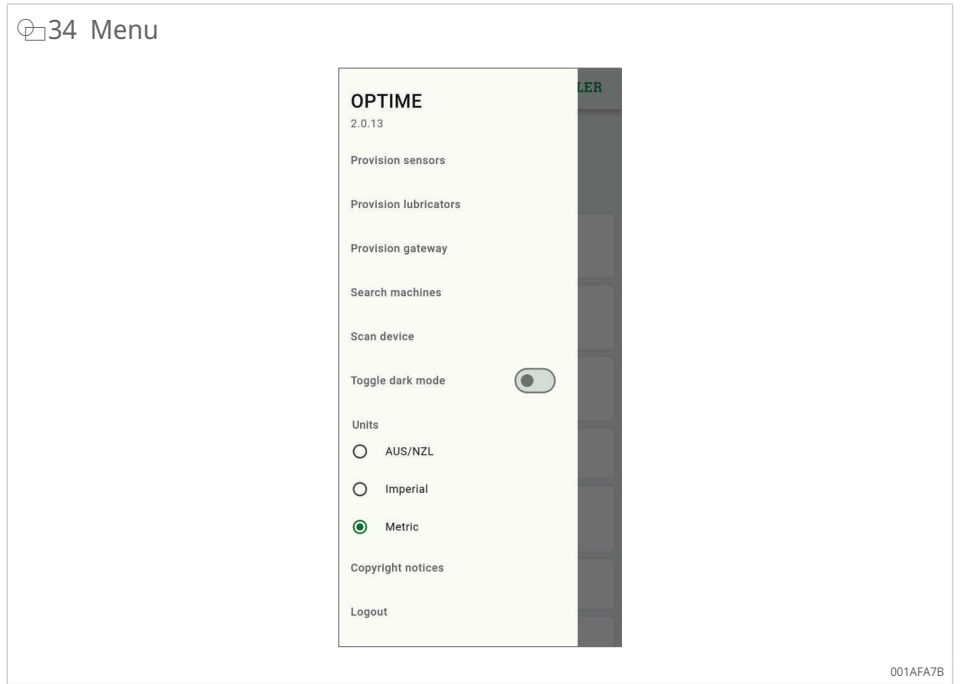 34 Menu
LER
OPTIME
2.0.13
Provision sensors
Provision lubricators
Provision gateway
Search machines
Scan device
Toggle dark mode
Units
AUS/NZL
Imperial
Metric
Copyright notices
Logout
001AFA7B